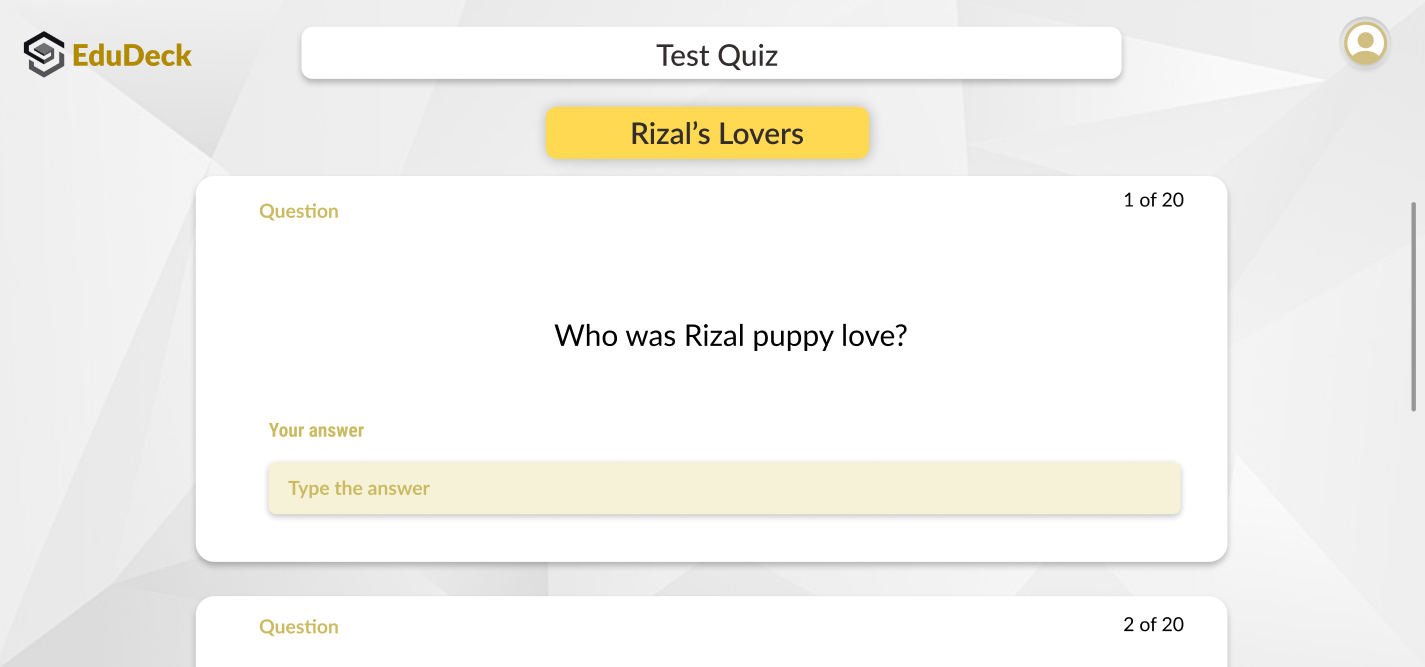 EduDeck
Test Quiz
Rizal’s Lovers
Question
1 of 20
Who was Rizal puppy love?
Your answer
Type the answer
Question
2 of 20